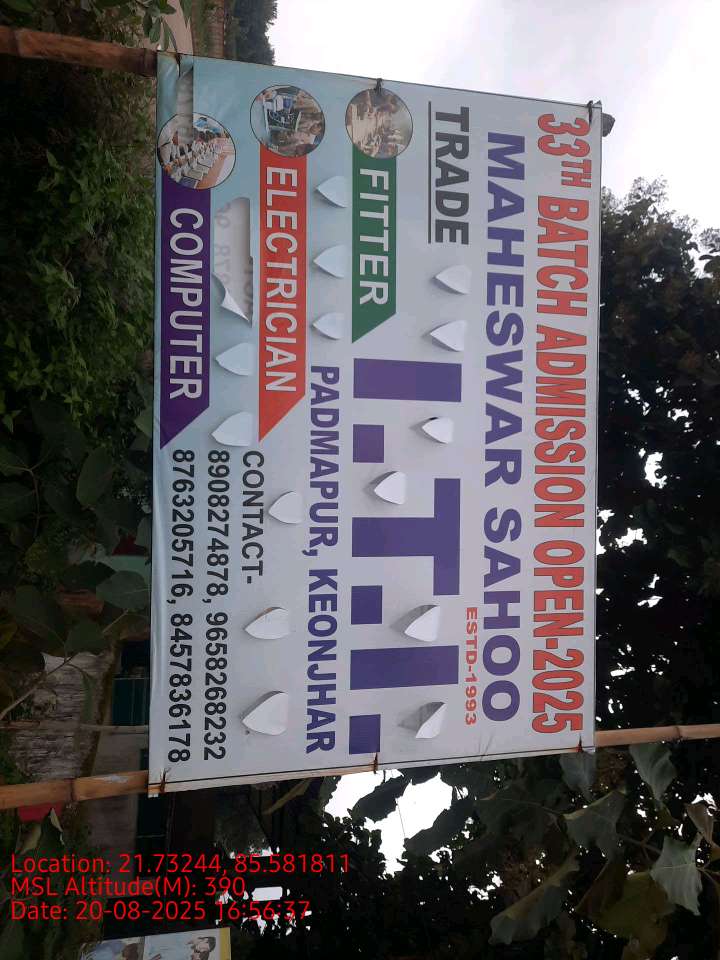 33TH BATCH ADMISSION OPEN-2025
MAHESWAR SAHOO
ESTD-1993
TRADE
I.T.I.
FITTER
PADMAPUR, KEONJHAR
ELECTRICIAN
CONTACT-
8908274878, 9658268232
COMPUTER
8763205716, 8457836178
Location: 21.73244, 85.581811
MSL Altitude(M): 390
Date: 20-08-2025 16:56:37